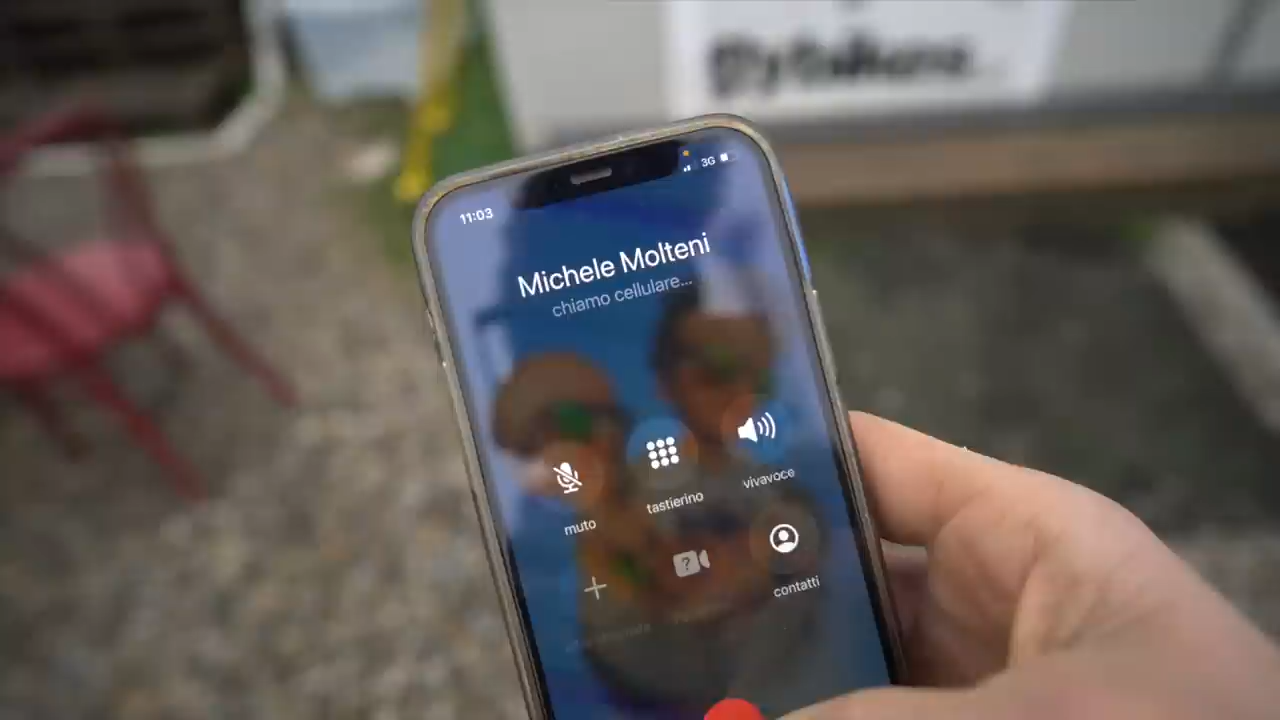 11:03
3G
Michele Molteni
chiamo cellulare...
muto
tastierino
vivavoce
contatti